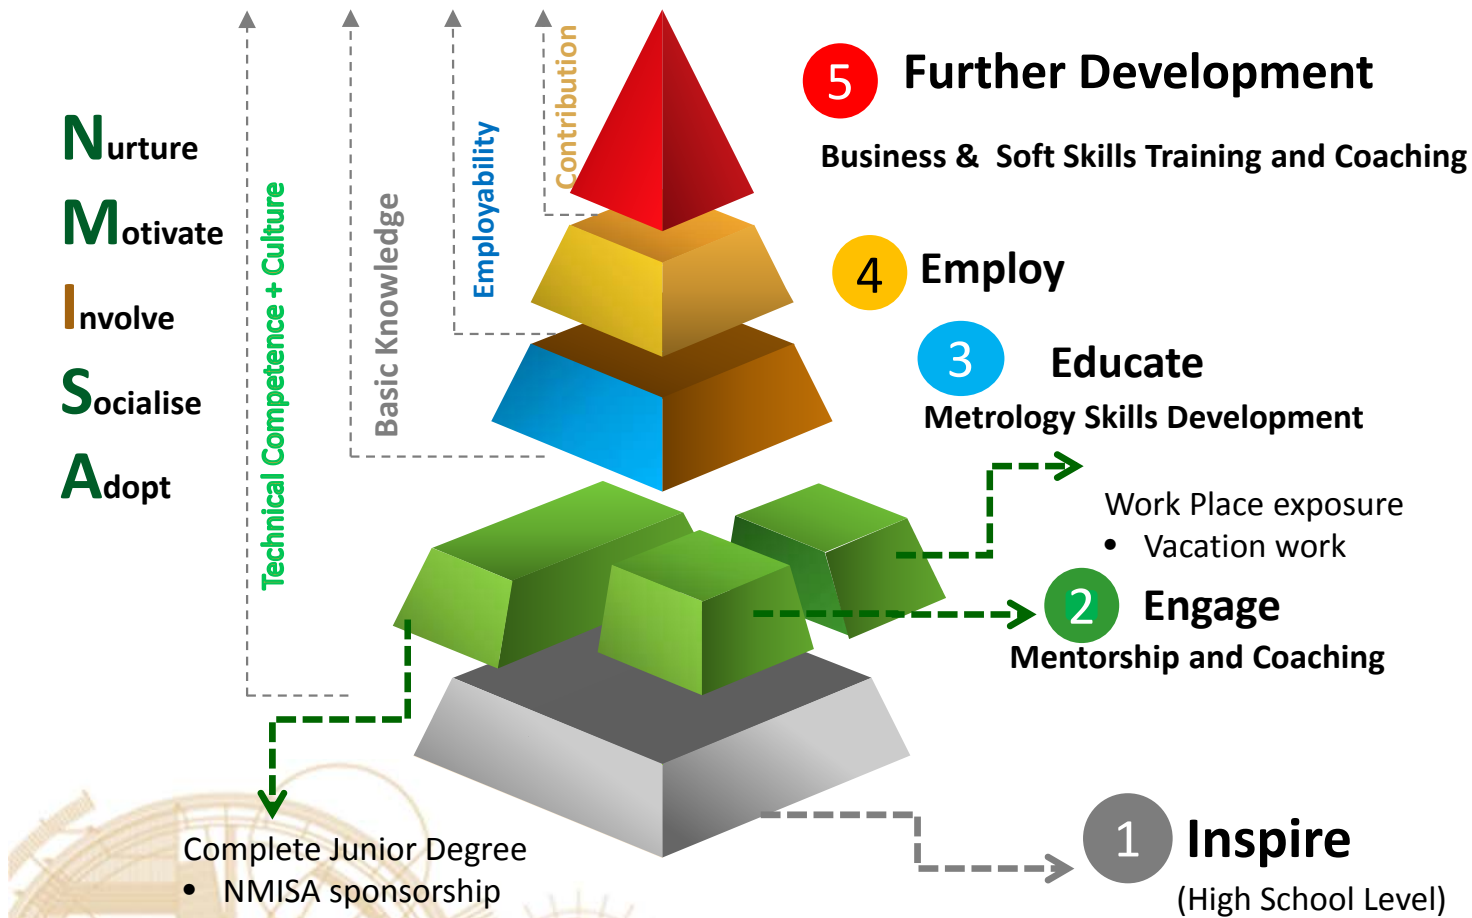 Nurture
Motivate
Involve
Socialise
Adopt
Technical Competence + Culture
Basic Knowledge
Employability
Contribution
5 Further Development
Business & Soft Skills Training and Coaching
4 Employ
3 Educate
Metrology Skills Development
Work Place exposure
• Vacation work
2 Engage
Mentorship and Coaching
Complete Junior Degree
• NMISA sponsorship
1 Inspire
(High School Level)